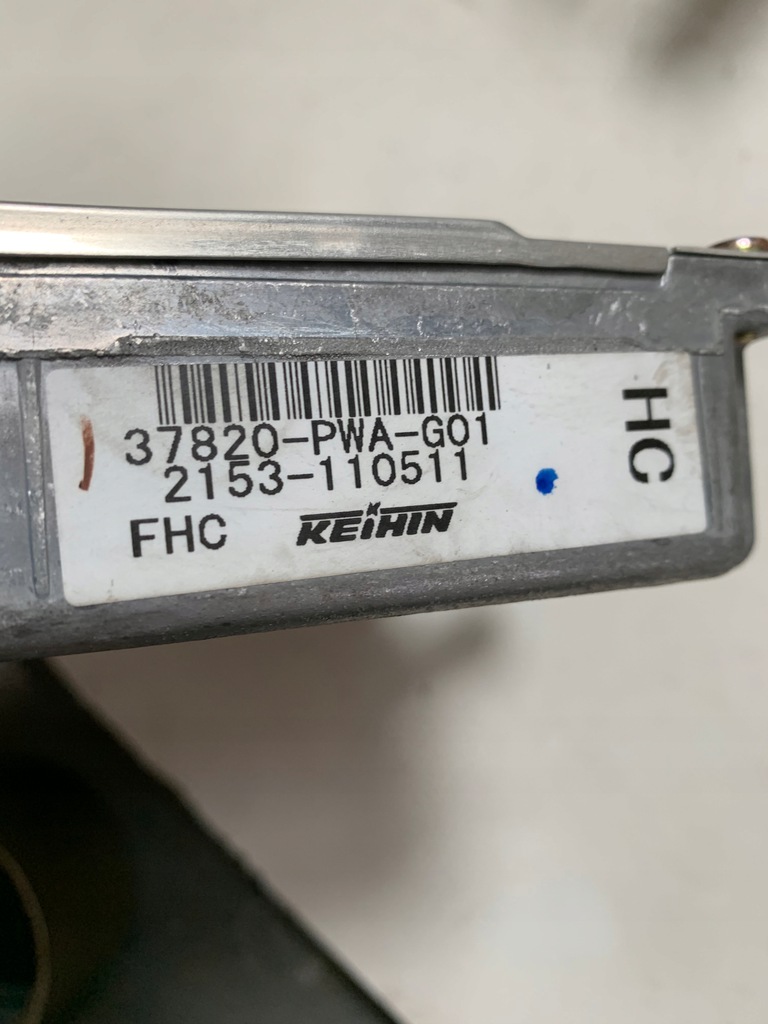 37820-PWA-G01
2153-110511
FHC KEIHIN
HC